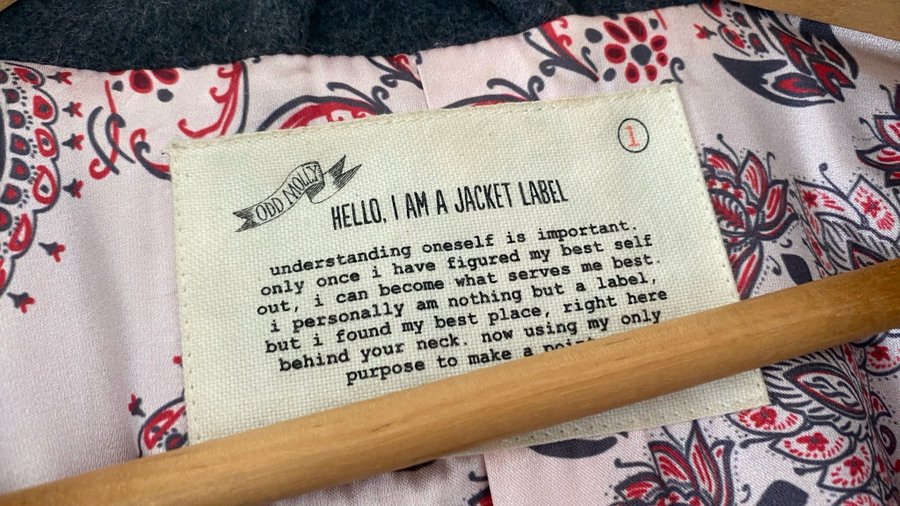 ODD MOLLY
1
HELLO, I AM A JACKET LABEL
understanding oneself is important.
only once i have figured my best self
out, i can become what serves me best.
i personally am nothing but a label,
but i found my best place, right here
behind your neck. now using my only
purpose to make a